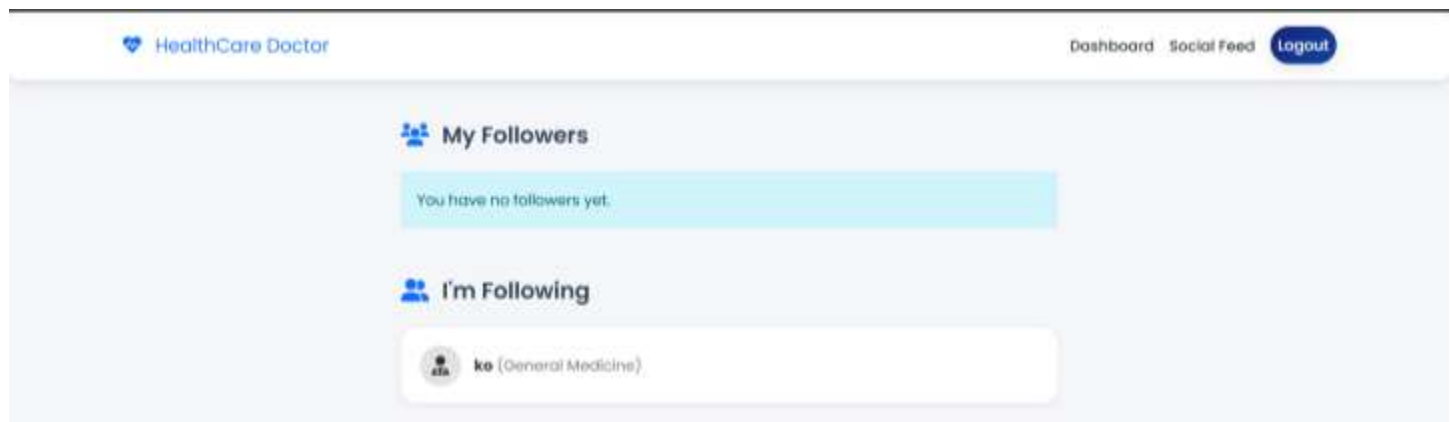 HealthCare Doctor
Dashboard Social Feed Logout
My Followers
You have no followers yet.
I'm Following
ko (General Medicine)